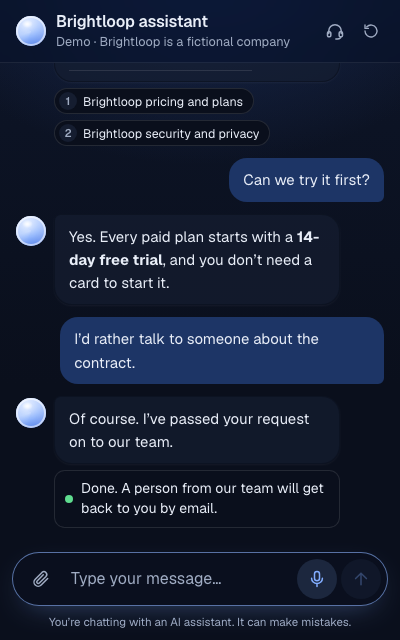 Brightloop assistant
Demo · Brightloop is a fictional company
1 Brightloop pricing and plans
2 Brightloop security and privacy
Can we try it first?
Yes. Every paid plan starts with a 14-
day free trial, and you don’t need a
card to start it.
I’d rather talk to someone about the
contract.
Of course. I’ve passed your request
on to our team.
Done. A person from our team will get
back to you by email.
Type your message...
You’re chatting with an AI assistant. It can make mistakes.